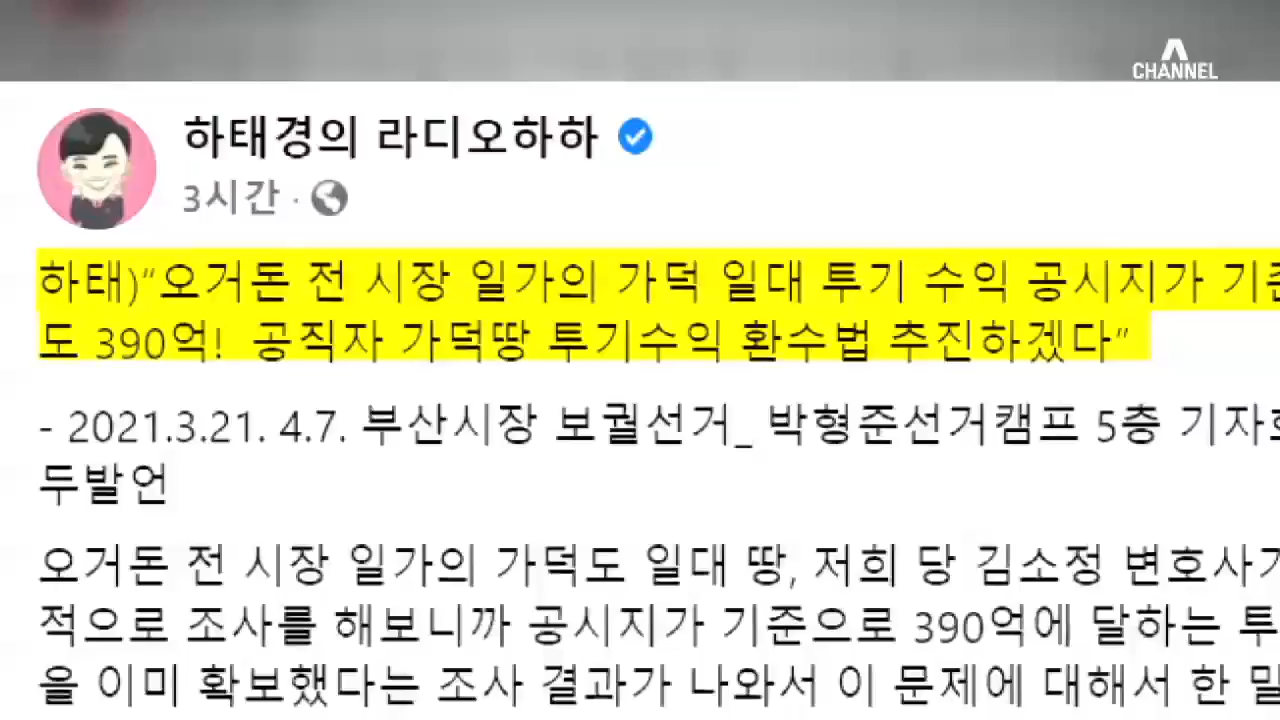 CHANNEL
하태경의 라디오하하
3시간 ·
하태)“오거돈 전 시장 일가의 가덕 일대 투기 수익 공시지가
도 390억! 공직자 가덕땅 투기수익 환수법 추진하겠다”
- 2021.3.21. 4.7. 부산시장 보궐선거_ 박형준선거캠프 5층
두발언
오거돈 전 시장 일가의 가덕도 일대 땅, 저희 당 김소정
적으로 조사를 해보니까 공시지가 기준으로 390억에 달하는
을 이미 확보했다는 조사 결과가 나와서 이 문제에 대해서 한